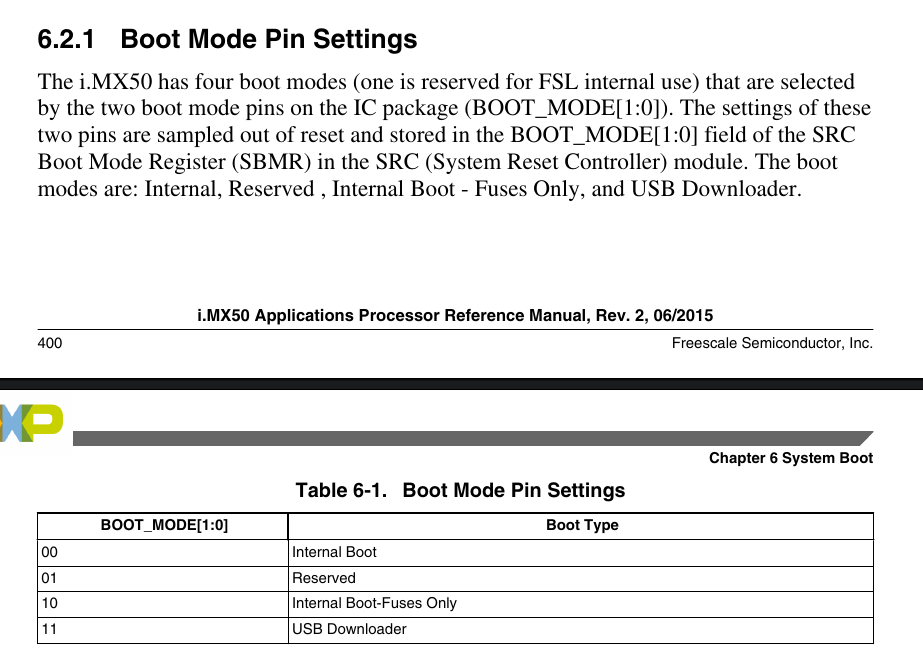 6.2.1 Boot Mode Pin Settings
The i.MX50 has four boot modes (one is reserved for FSL internal use) that are selected
by the two boot mode pins on the IC package (BOOT_MODE[1:0]). The settings of these
two pins are sampled out of reset and stored in the BOOT_MODE[1:0] field of the SRC
Boot Mode Register (SBMR) in the SRC (System Reset Controller) module. The boot
modes are: Internal, Reserved , Internal Boot - Fuses Only, and USB Downloader.
i.MX50 Applications Processor Reference Manual, Rev. 2, 06/2015
400 Freescale Semiconductor, Inc.
XP
Chapter 6 System Boot
Table 6-1. Boot Mode Pin Settings
BOOT_MODE[1:0] Boot Type
00 Internal Boot
01 Reserved
10 Internal Boot-Fuses Only
11 USB Downloader